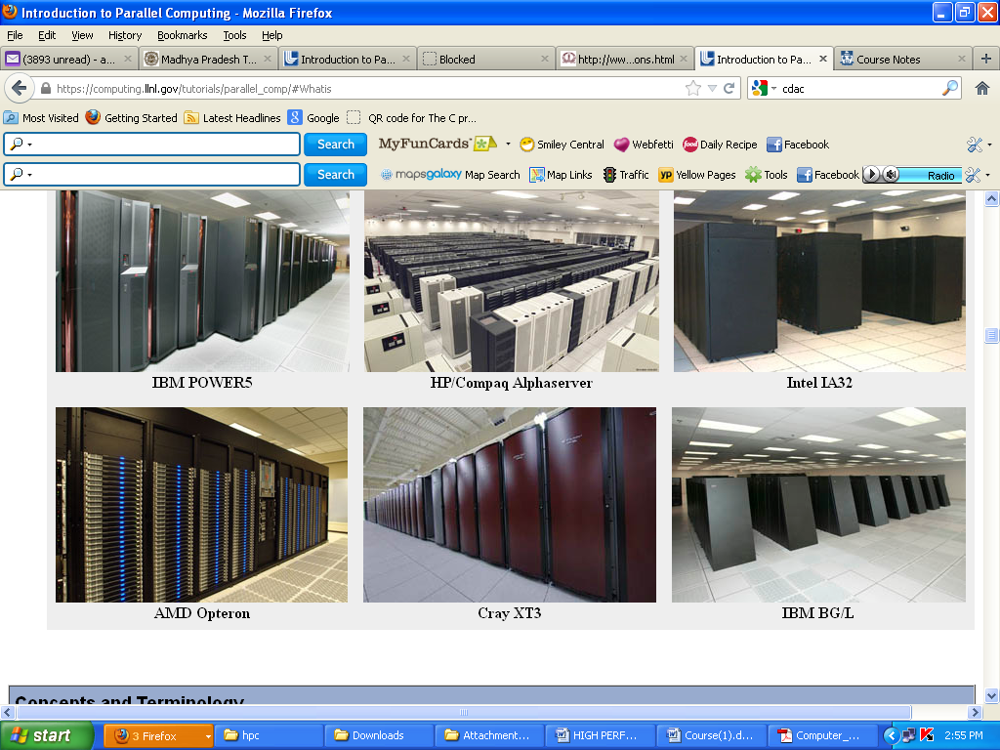 Introduction to Parallel Computing - Mozilla Firefox
File Edit View History Bookmarks Tools Help
(3893 unread) - a... Madhya Pradesh T... Introduction to Pa... Blocked http://ww...ons.html Introduction to Pa... Course Notes
https://computing.llnl.gov/tutorials/parallel_comp/#Whatis cdac
Most Visited Getting Started Latest Headlines Google QR code for The C pr...
Search MyFunCards Smiley Central Webfetti food Daily Recipe Facebook
Search mapsgalaxy Map Search Map Links Traffic yp Yellow Pages Tools Facebook Radio
IBM POWER5 HP/Compaq Alphaserver Intel IA32
AMD Opteron Cray XT3 IBM BG/L
Concepts and Terminology
start 3 Firefox hpc Downloads Attachment... HIGH PERF... Course(1).d... Computer_... 2:55 PM